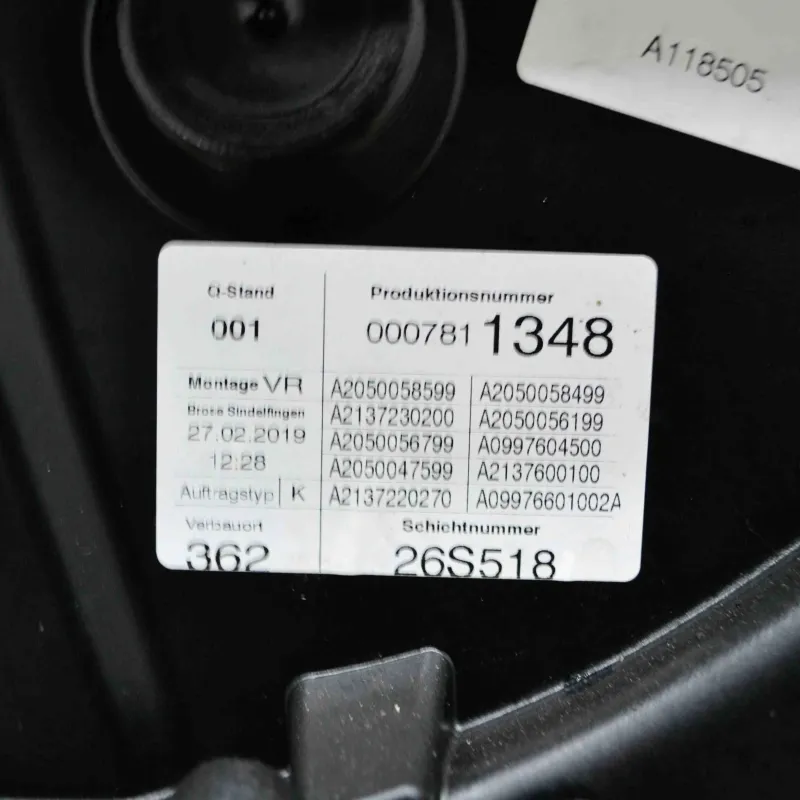 A118505
Q-Stand
001
Produktionsnummer
000781 1348
Montage VR
Brose Sindelfingen
27.02.2019
12:28
Auftragstyp K
A2050058599 A2050058499
A2137230200 A2050056199
A2050056799 A0997604500
A2050047599 A2137600100
A2137220270 A09976601002A
Verbauort
362
Schichtnummer
26S518